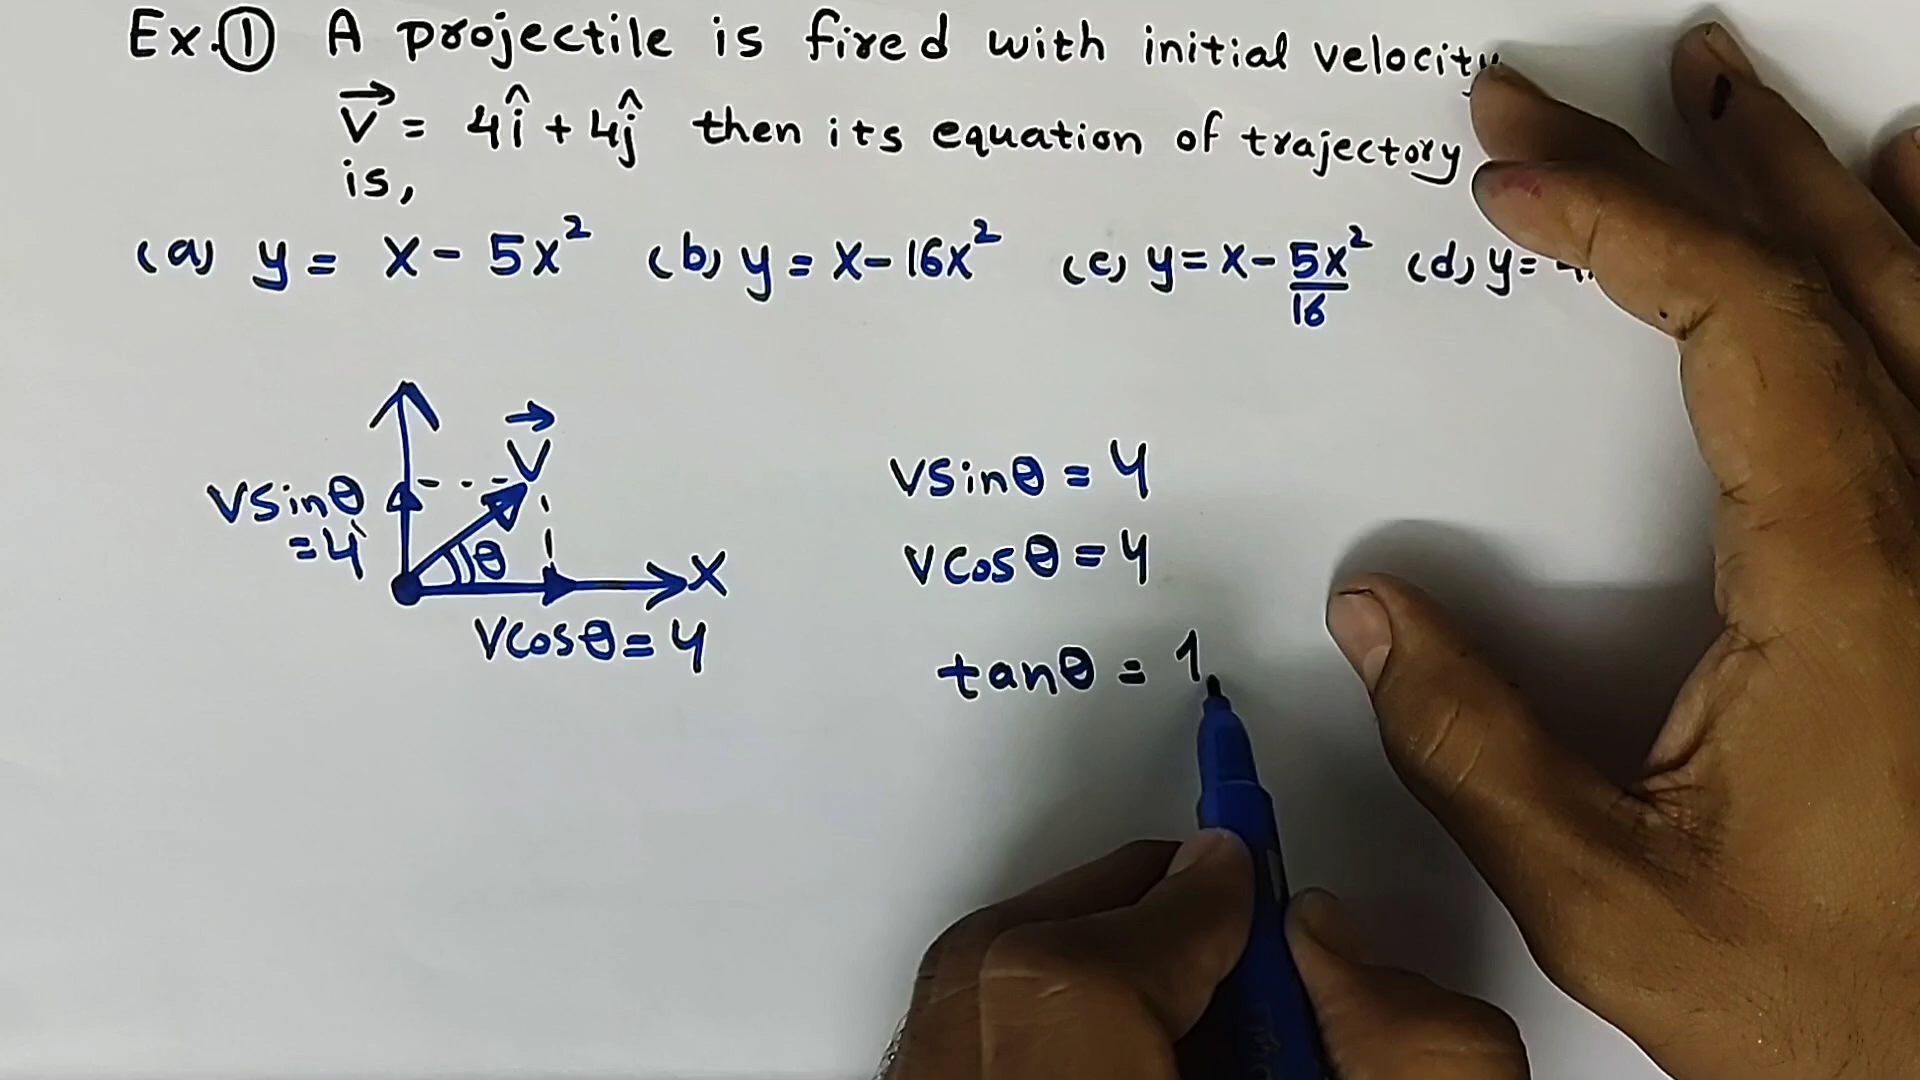 Ex.① A projectile is fired with initial velocity
V⃗ = 4î + 4ĵ then its equation of trajectory
is,
(a) y = x - 5x² (b) y = x - 16x² (c) y = x - 5x²/16 (d) y =
V⃗
Vsinθ
= 4
θ
X
Vcosθ = 4
Vsinθ = 4
Vcosθ = 4
tanθ = 1